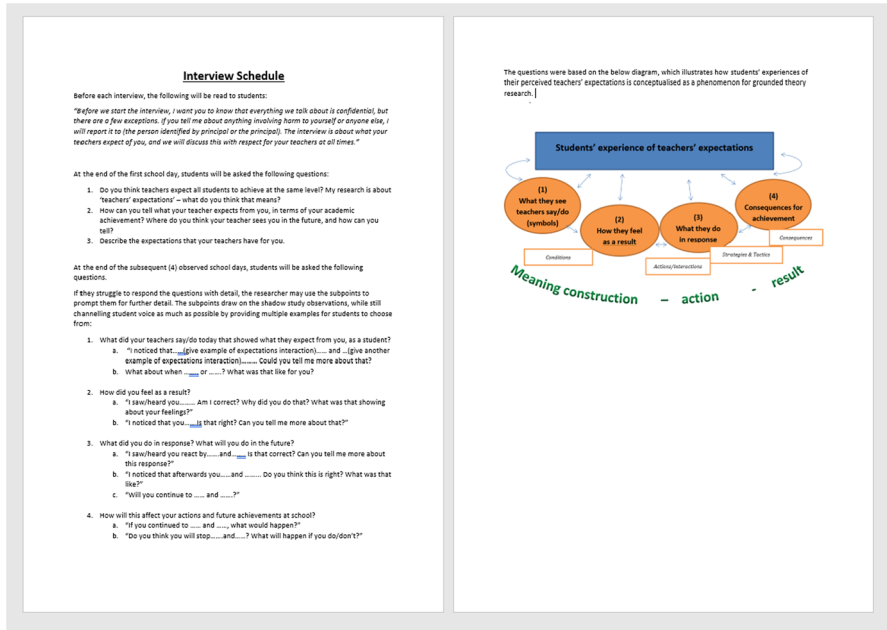 Interview Schedule
Before each interview, the following will be read to students:
"Before we start the interview, I want you to know that everything we talk about is confidential, but
there are a few exceptions. If you tell me about anything involving harm to yourself or anyone else, I
will report it to (the person identified by principal or the principal). The interview is about what your
teachers expect of you, and we will discuss this with respect for your teachers at all times."
At the end of the first school day, students will be asked the following questions:
1. Do you think teachers expect all students to achieve at the same level? My research is about
'teachers' expectations' – what do you think that means?
2. How can you tell what your teacher expects from you, in terms of your academic
achievement? Where do you think your teacher sees you in the future, and how can you
tell?
3. Describe the expectations that your teachers have for you.
At the end of the subsequent (4) observed school days, students will be asked the following
questions.
If they struggle to respond the questions with detail, the researcher may use the subpoints to
prompt them for further detail. The subpoints draw on the shadow study observations, while still
channelling student voice as much as possible by providing multiple examples for students to choose
from:
1. What did your teachers say/do today that showed what they expect from you, as a student?
a. "I noticed that.....(give example of expectations interaction)...... and ...(give another
example of expectations interaction)......... Could you tell me more about that?
b. What about when ....... or .......? What was that like for you?
2. How did you feel as a result?
a. "I saw/heard you......... Am I correct? Why did you do that? What was that showing
about your feelings?"
b. "I noticed that you......Is that right? Can you tell me more about that?"
3. What did you do in response? What will you do in the future?
a. "I saw/heard you react by.......and....... Is that correct? Can you tell me more about
this response?"
b. "I noticed that afterwards you......and ......... Do you think this is right? What was that
like?"
c. "Will you continue to ...... and .......?"
4. How will this affect your actions and future achievements at school?
a. "If you continued to ...... and ......, what would happen?"
b. "Do you think you will stop.......and......? What will happen if you do/don't?"
The questions were based on the below diagram, which illustrates how students' experiences of
their perceived teachers' expectations is conceptualised as a phenomenon for grounded theory
research.
Students' experience of teachers' expectations
(1)
What they see
teachers say/do
(symbols)
(2)
How they feel
as a result
(3)
What they do
in response
(4)
Consequences for
achievement
Conditions
Actions/Interactions
Strategies & Tactics
Consequences
Meaning construction – action - result